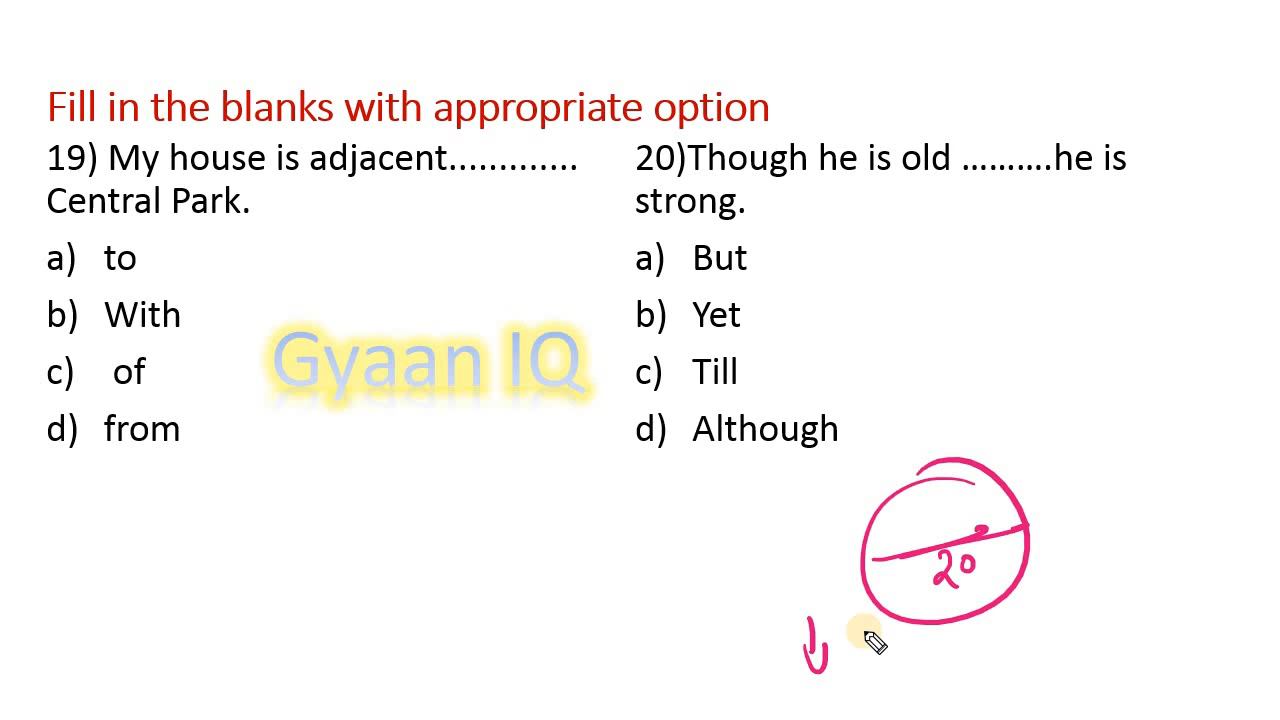 Fill in the blanks with appropriate option
19) My house is adjacent.............
Central Park.
a) to
b) With
c) of
d) from
20)Though he is old ..........he is
strong.
a) But
b) Yet
c) Till
d) Although
Gyaan IQ
20